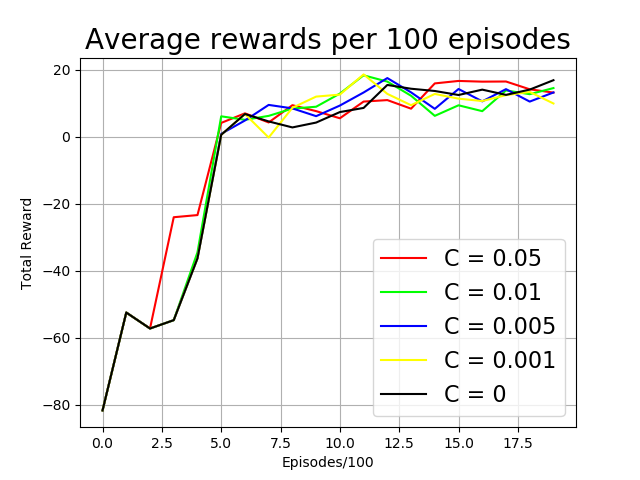 Average rewards per 100 episodes
20
0
−20
−40
−60
−80
Total Reward
C = 0.05
C = 0.01
C = 0.005
C = 0.001
C = 0
0.0 2.5 5.0 7.5 10.0 12.5 15.0 17.5
Episodes/100